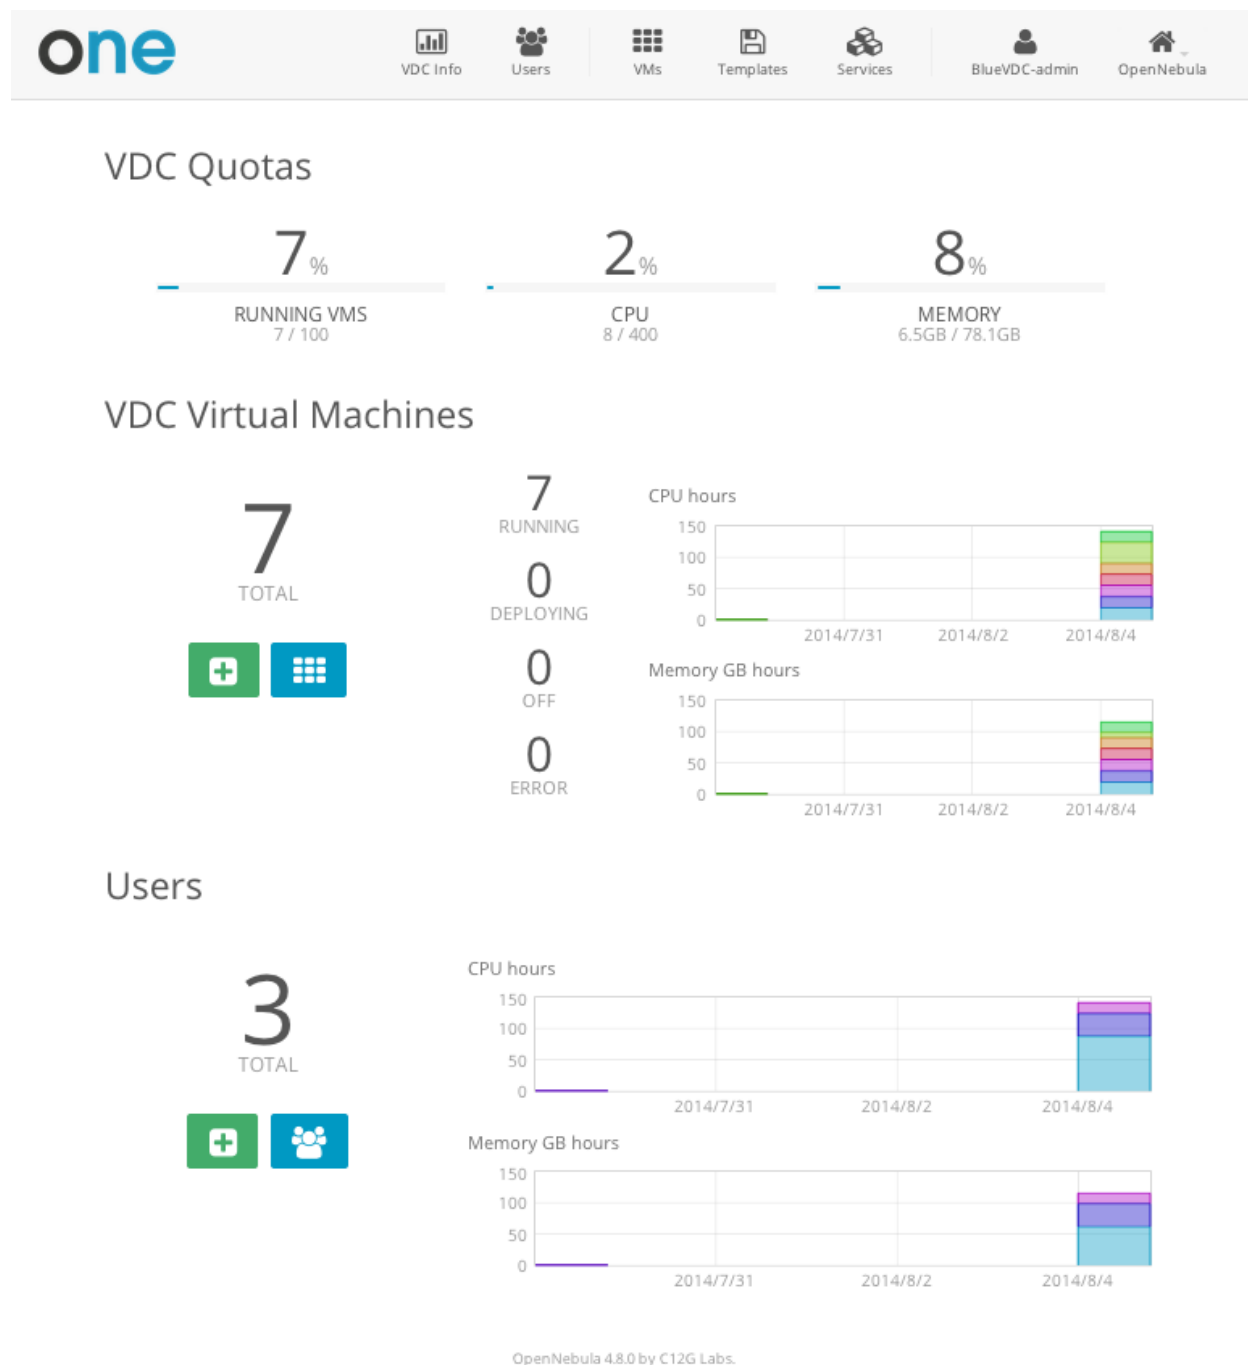 one
VDC Info
Users
VMs
Templates
Services
BlueVDC-admin
OpenNebula
VDC Quotas
7%
RUNNING VMS
7 / 100
2%
CPU
8 / 400
8%
MEMORY
6.5GB / 78.1GB
VDC Virtual Machines
7
TOTAL
7
RUNNING
0
DEPLOYING
0
OFF
0
ERROR
CPU hours
150
100
50
0
2014/7/31 2014/8/2 2014/8/4
Memory GB hours
150
100
50
0
2014/7/31 2014/8/2 2014/8/4
Users
3
TOTAL
CPU hours
150
100
50
0
2014/7/31 2014/8/2 2014/8/4
Memory GB hours
150
100
50
0
2014/7/31 2014/8/2 2014/8/4
OpenNebula 4.8.0 by C12G Labs.